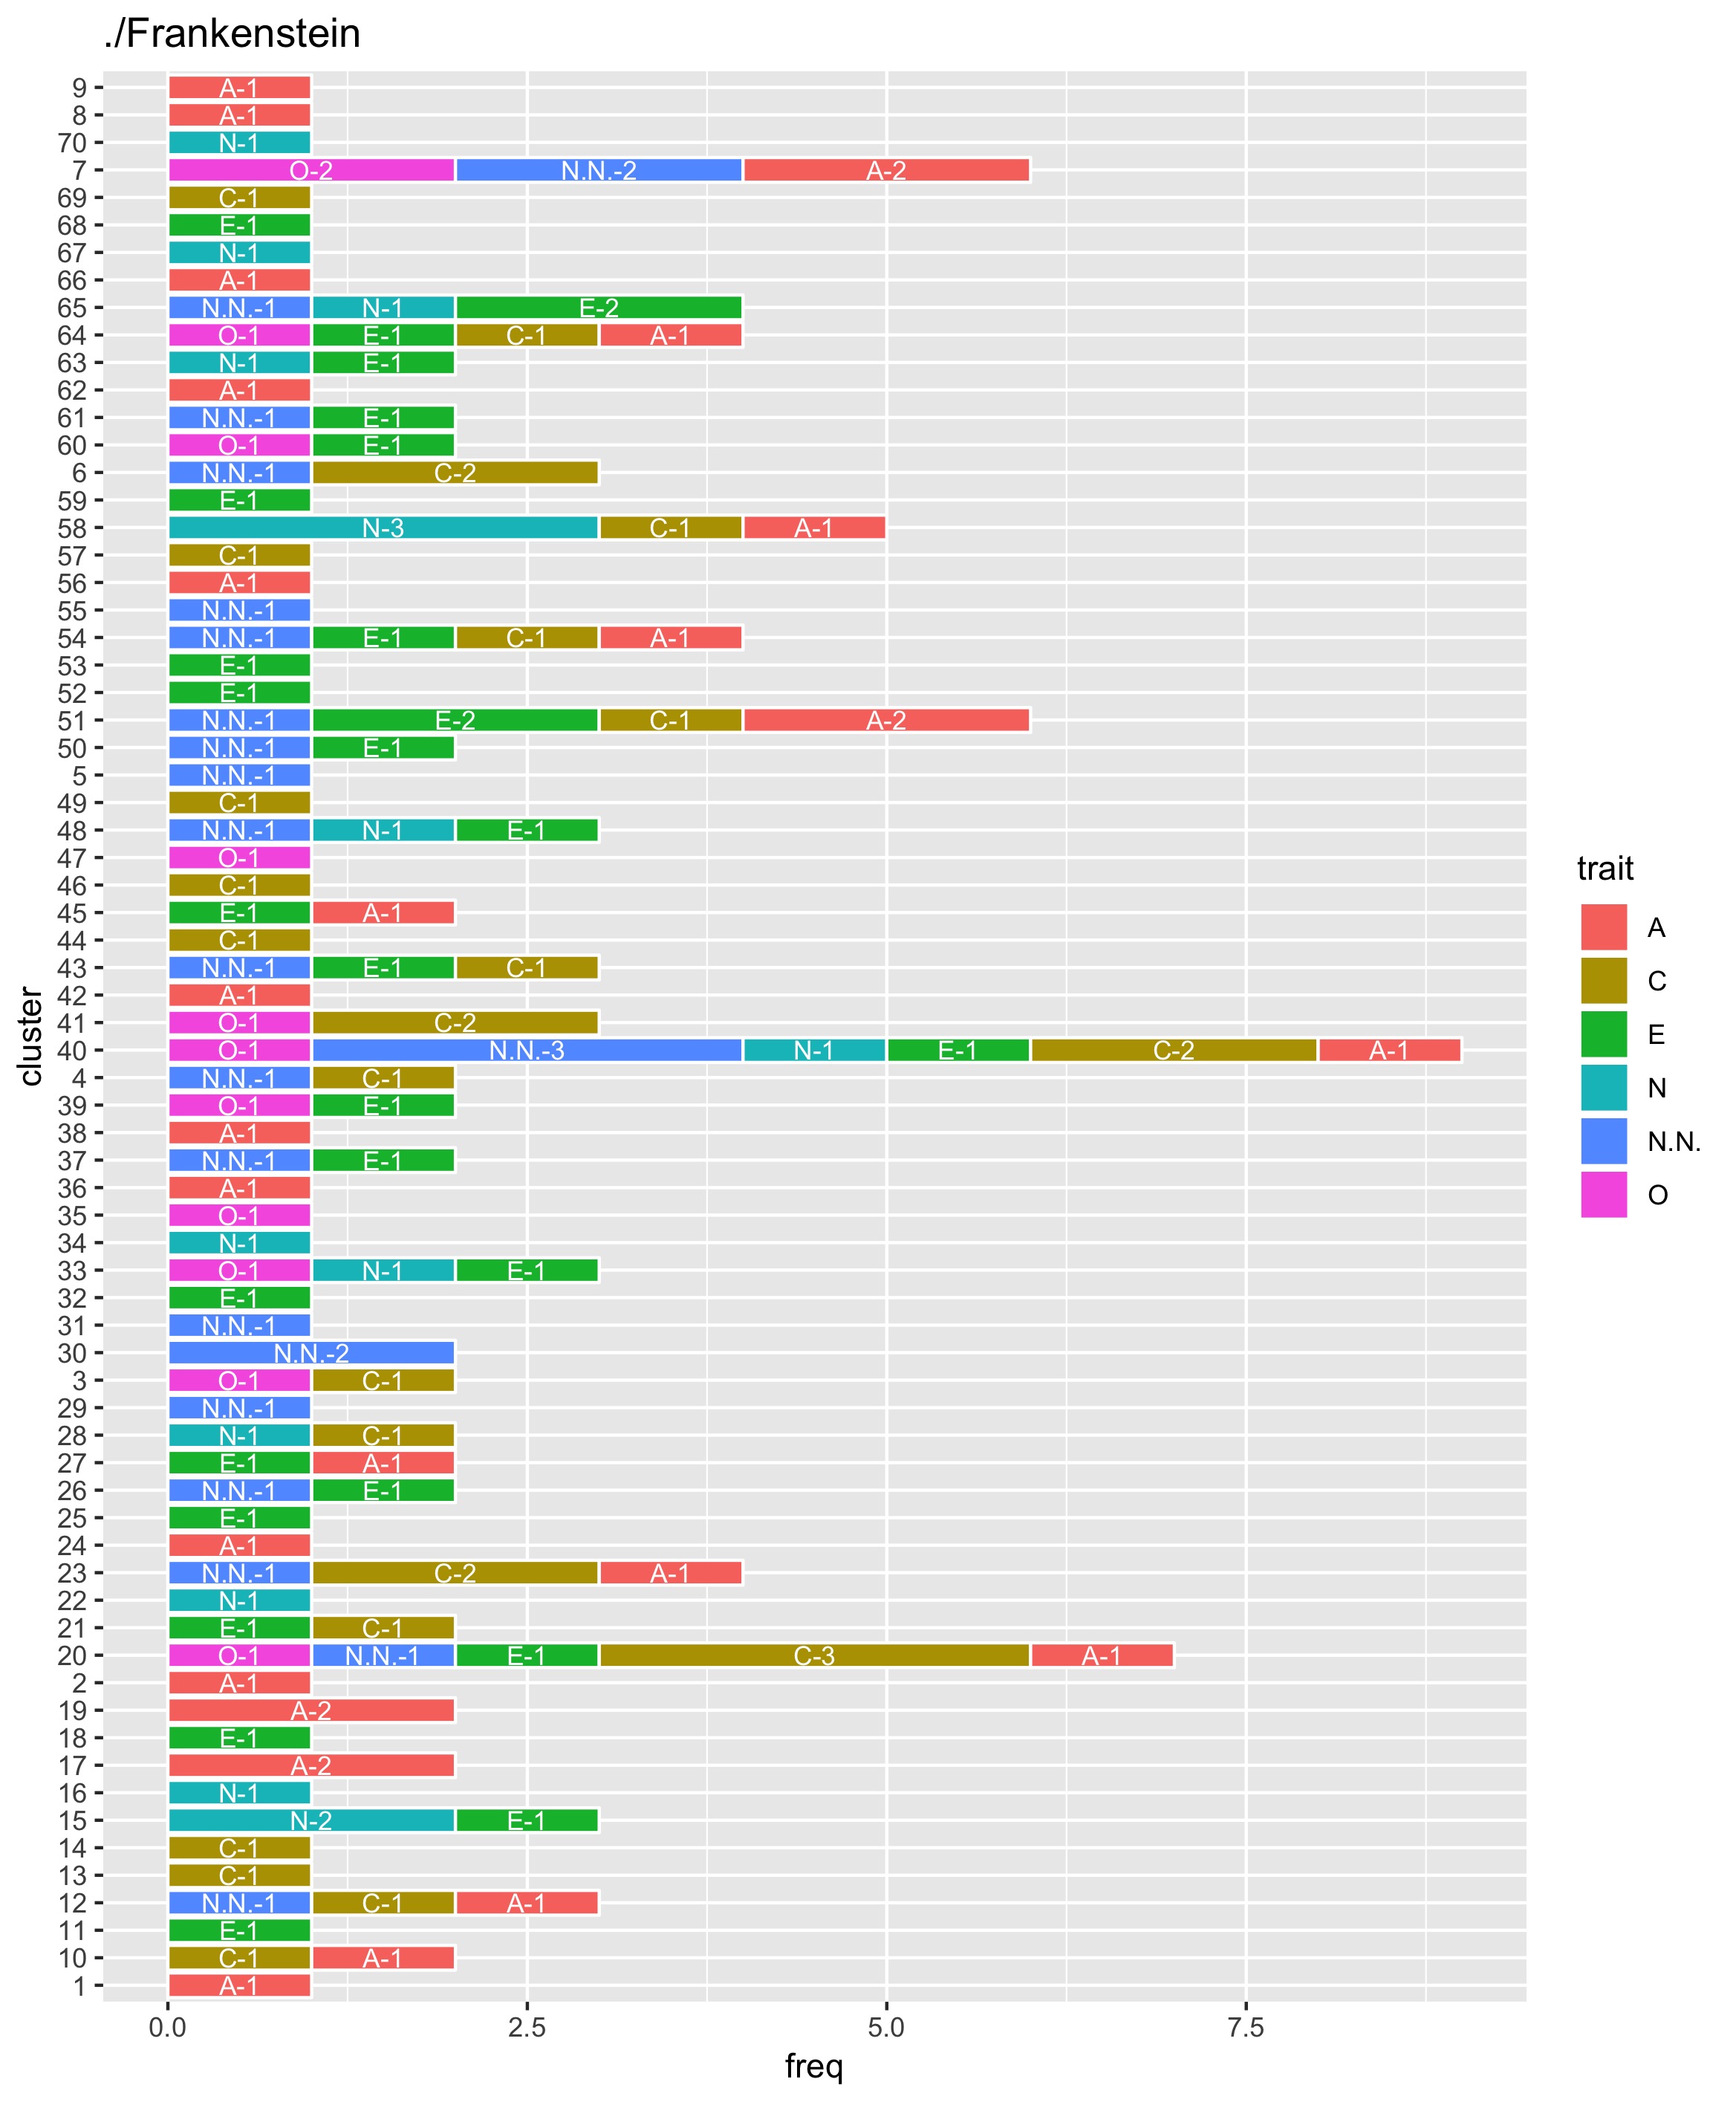 ./Frankenstein
9 A-1
8 A-1
70 N-1
7 O-2 N.N.-2 A-2
69 C-1
68 E-1
67 N-1
66 A-1
65 N.N.-1 N-1 E-2
64 O-1 E-1 C-1 A-1
63 N-1 E-1
62 A-1
61 N.N.-1 E-1
60 O-1 E-1
6 N.N.-1 C-2
59 E-1
58 N-3 C-1 A-1
57 C-1
56 A-1
55 N.N.-1
54 N.N.-1 E-1 C-1 A-1
53 E-1
52 E-1
51 N.N.-1 E-2 C-1 A-2
50 N.N.-1 E-1
5 N.N.-1
49 C-1
48 N.N.-1 N-1 E-1
47 O-1
46 C-1
45 E-1 A-1
44 C-1
43 N.N.-1 E-1 C-1
42 A-1
41 O-1 C-2
40 O-1 N.N.-3 N-1 E-1 C-2 A-1
4 N.N.-1 C-1
39 O-1 E-1
38 A-1
37 N.N.-1 E-1
36 A-1
35 O-1
34 N-1
33 O-1 N-1 E-1
32 E-1
31 N.N.-1
30 N.N.-2
3 O-1 C-1
29 N.N.-1
28 N-1 C-1
27 E-1 A-1
26 N.N.-1 E-1
25 E-1
24 A-1
23 N.N.-1 C-2 A-1
22 N-1
21 E-1 C-1
20 O-1 N.N.-1 E-1 C-3 A-1
2 A-1
19 A-2
18 E-1
17 A-2
16 N-1
15 N-2 E-1
14 C-1
13 C-1
12 N.N.-1 C-1 A-1
11 E-1
10 C-1 A-1
1 A-1
0.0 2.5 5.0 7.5
freq
cluster
trait
A
C
E
N
N.N.
O